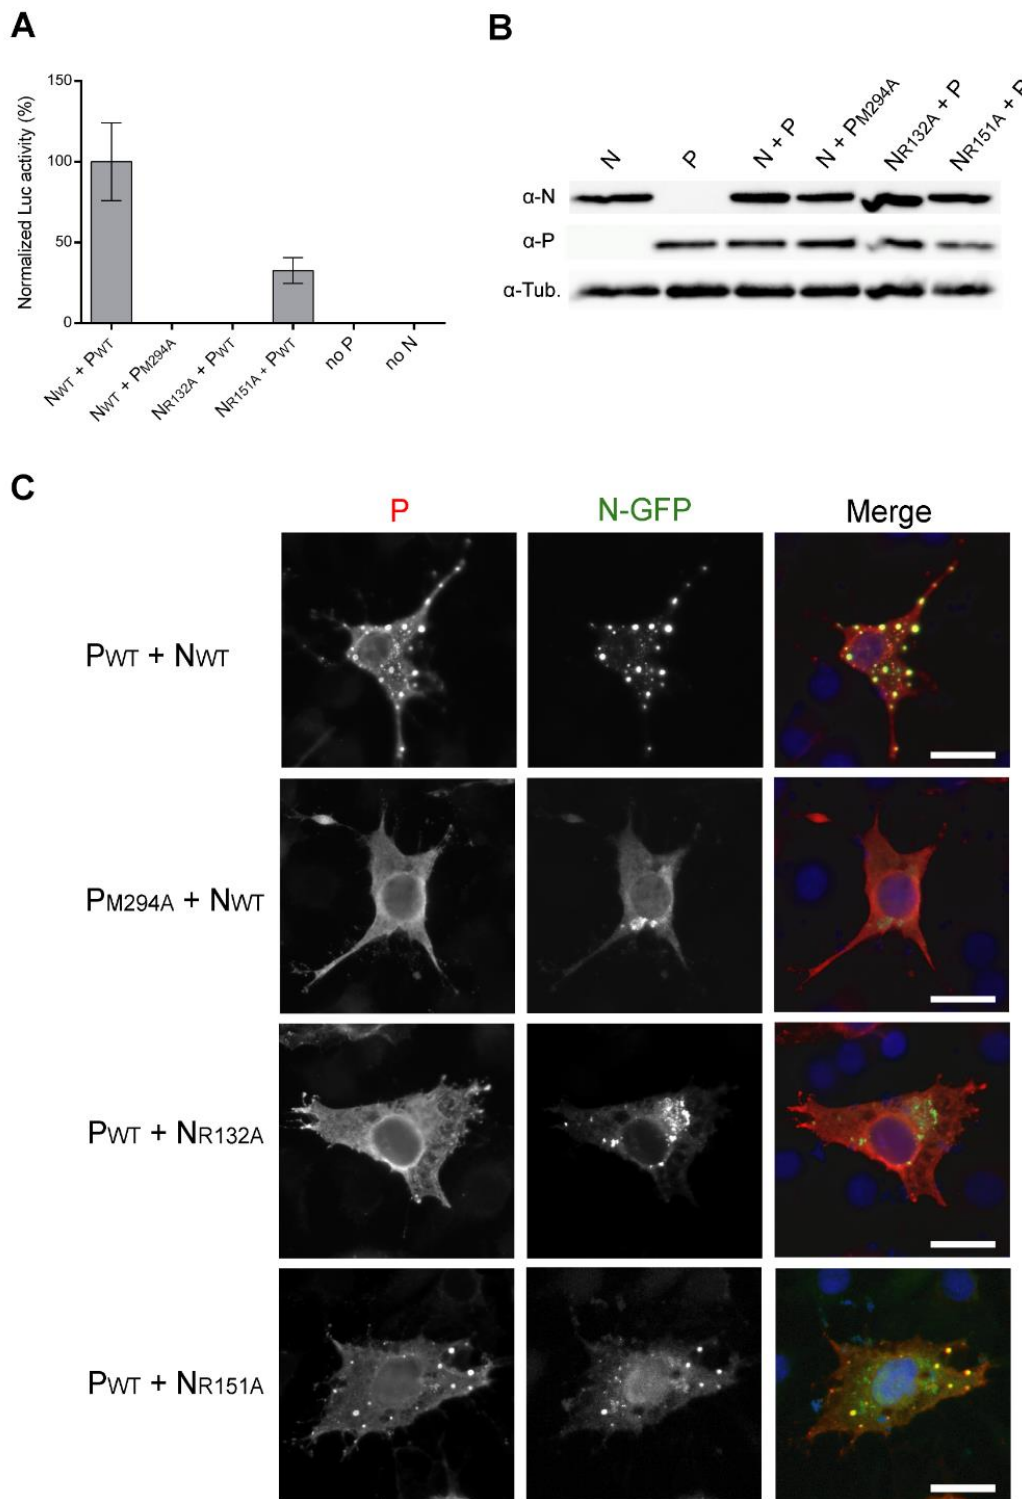 A
Normalized Luc activity (%)
150
100
50
0
NWT + PWT
NWT + PM294A
NR132A + PWT
NR151A + PWT
no P
no N
B
N
P
N + P
N + PM294A
NR132A + P
NR151A + P
α-N
α-P
α-Tub.
C
P N-GFP Merge
PWT + NWT
PM294A + NWT
PWT + NR132A
PWT + NR151A